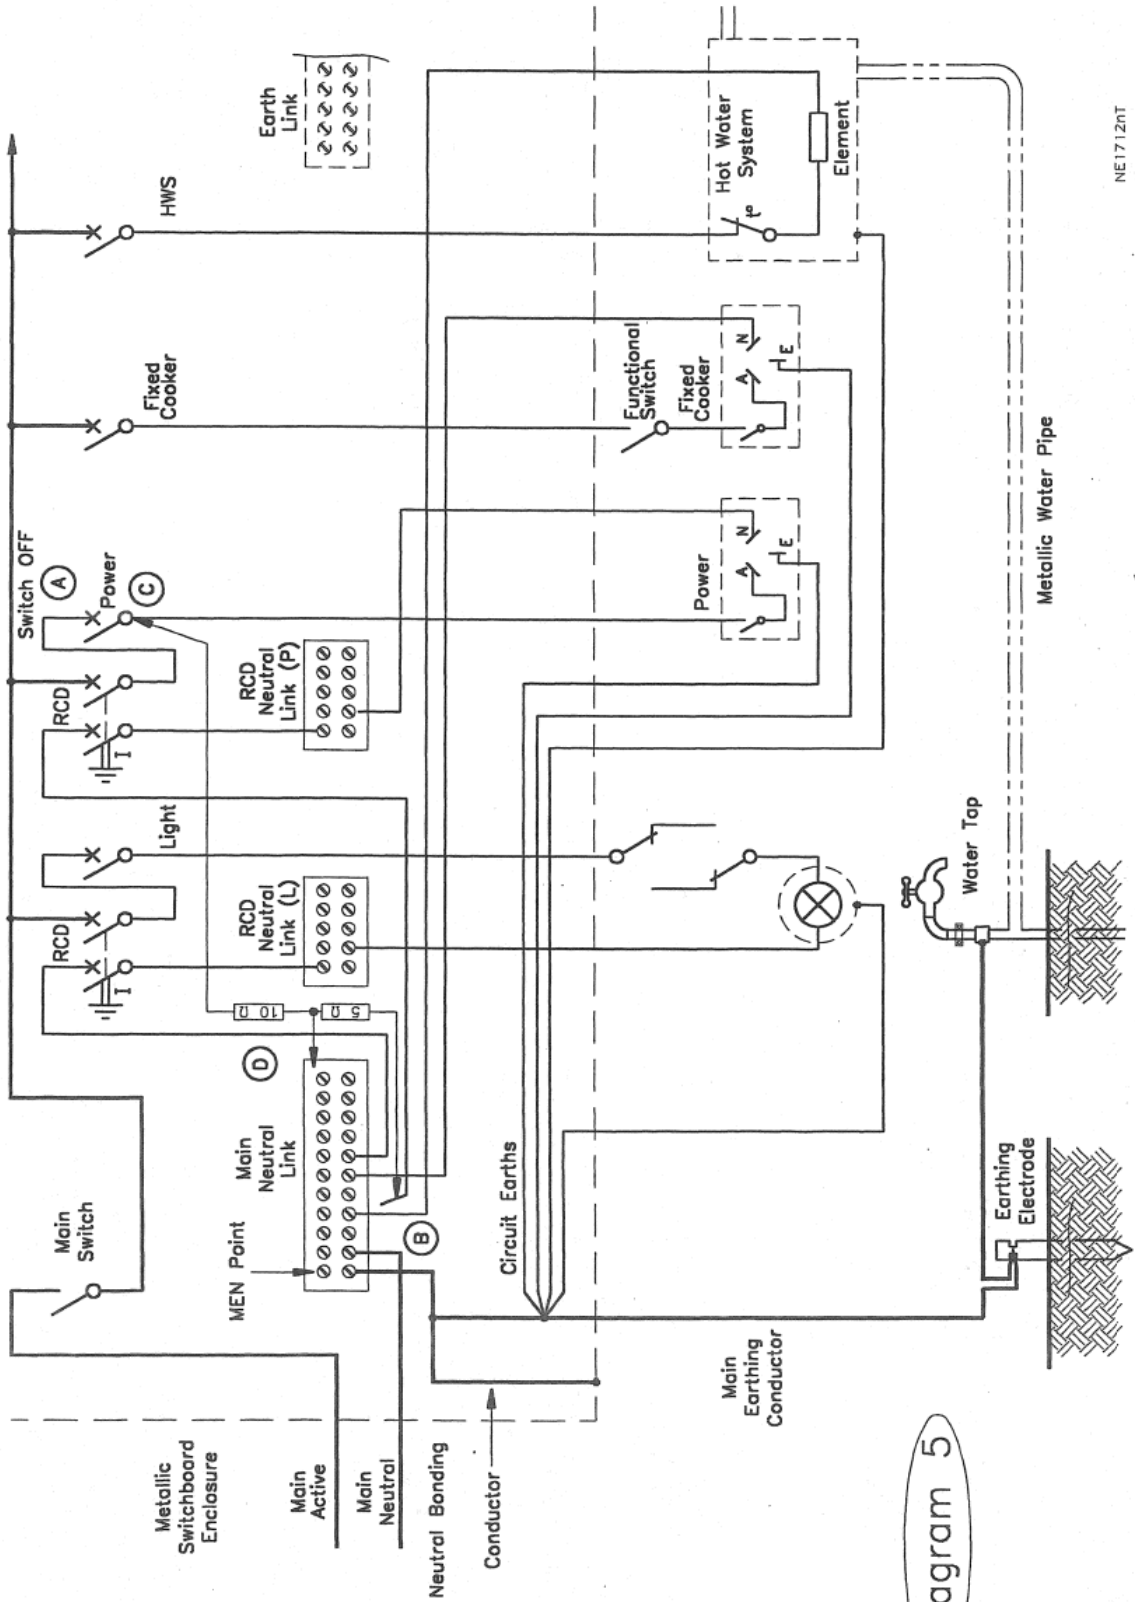 Metallic
Switchboard
Enclosure
Main
Active
Main
Neutral
Neutral Bonding
Conductor
Main
Switch
MEN Point
Main
Neutral
Link
D
B
10 Ω
5 Ω
RCD
I
Light
RCD
Neutral
Link (L)
RCD
I
Switch OFF
A
Power
C
RCD
Neutral
Link (P)
Fixed
Cooker
HWS
Earth
Link
Circuit Earths
Main
Earthing
Conductor
Earthing
Electrode
Water Tap
Metallic Water Pipe
Power
A
N
E
Functional
Switch
Fixed
Cooker
A
N
E
Hot Water
System
t°
Element
agram 5
NE1712nT